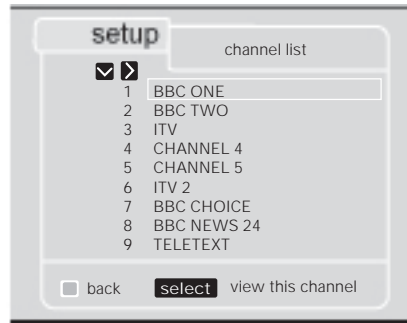 setup
channel list
1 BBC ONE
2 BBC TWO
3 ITV
4 CHANNEL 4
5 CHANNEL 5
6 ITV 2
7 BBC CHOICE
8 BBC NEWS 24
9 TELETEXT
back select view this channel